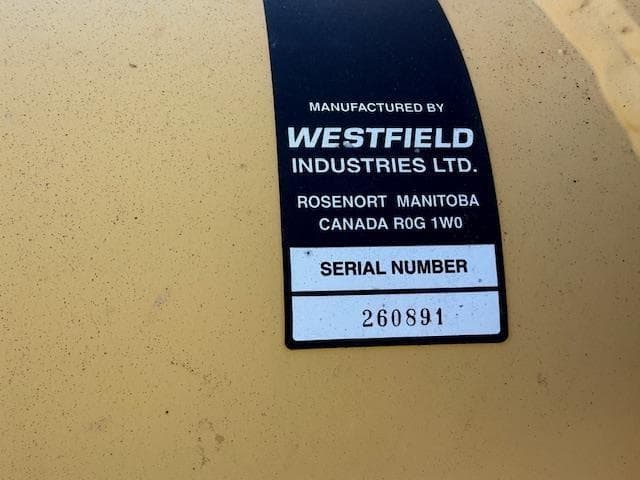 MANUFACTURED BY
WESTFIELD
INDUSTRIES LTD.
ROSENORT MANITOBA
CANADA R0G 1W0
SERIAL NUMBER
260891